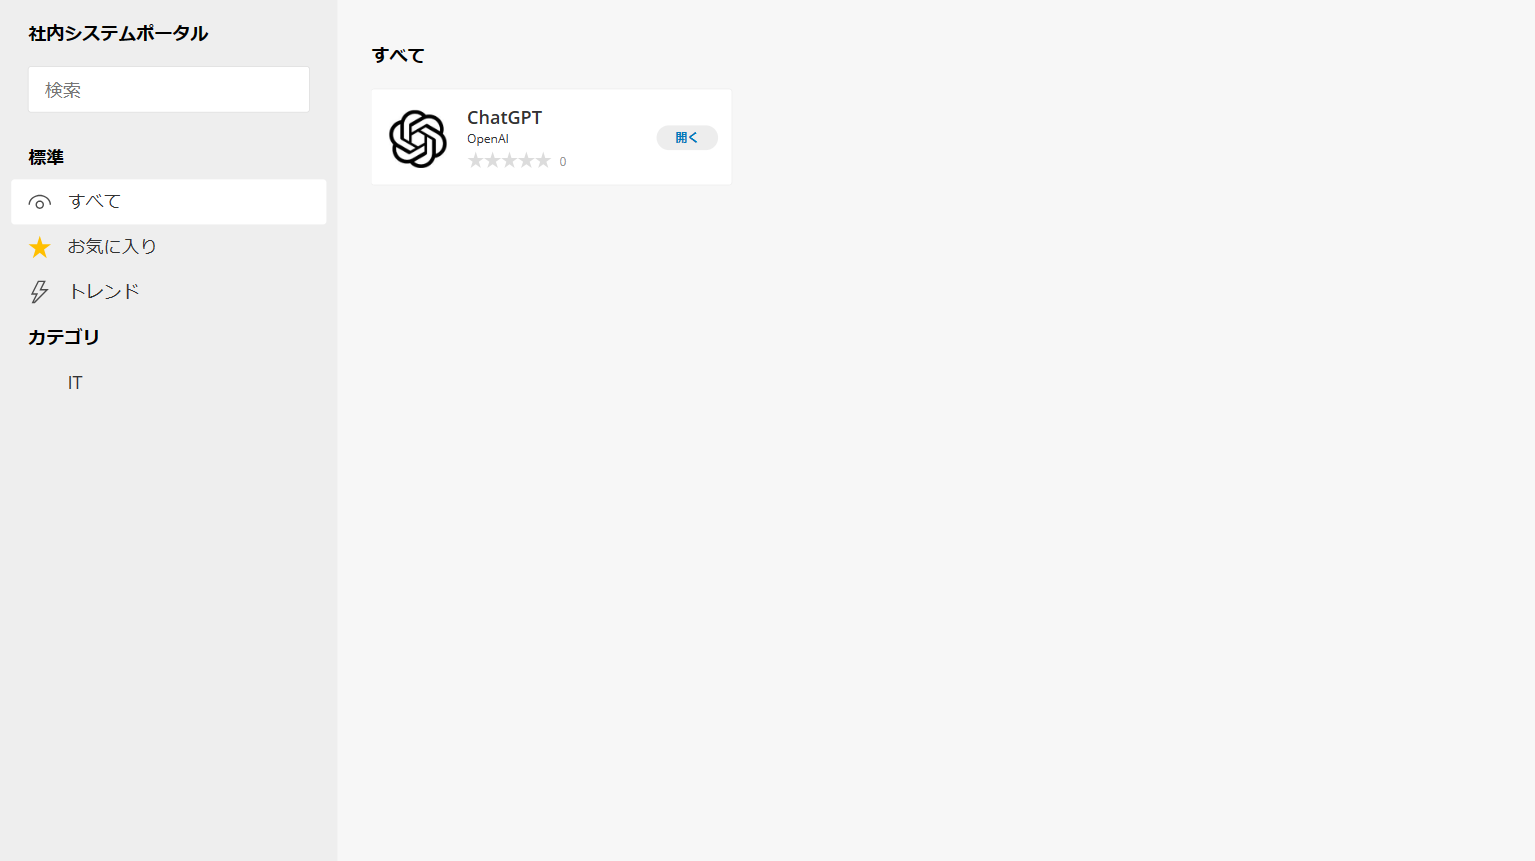 社内システムポータル
検索
標準
すべて
お気に入り
トレンド
カテゴリ
IT
すべて
ChatGPT
OpenAI
0
開く